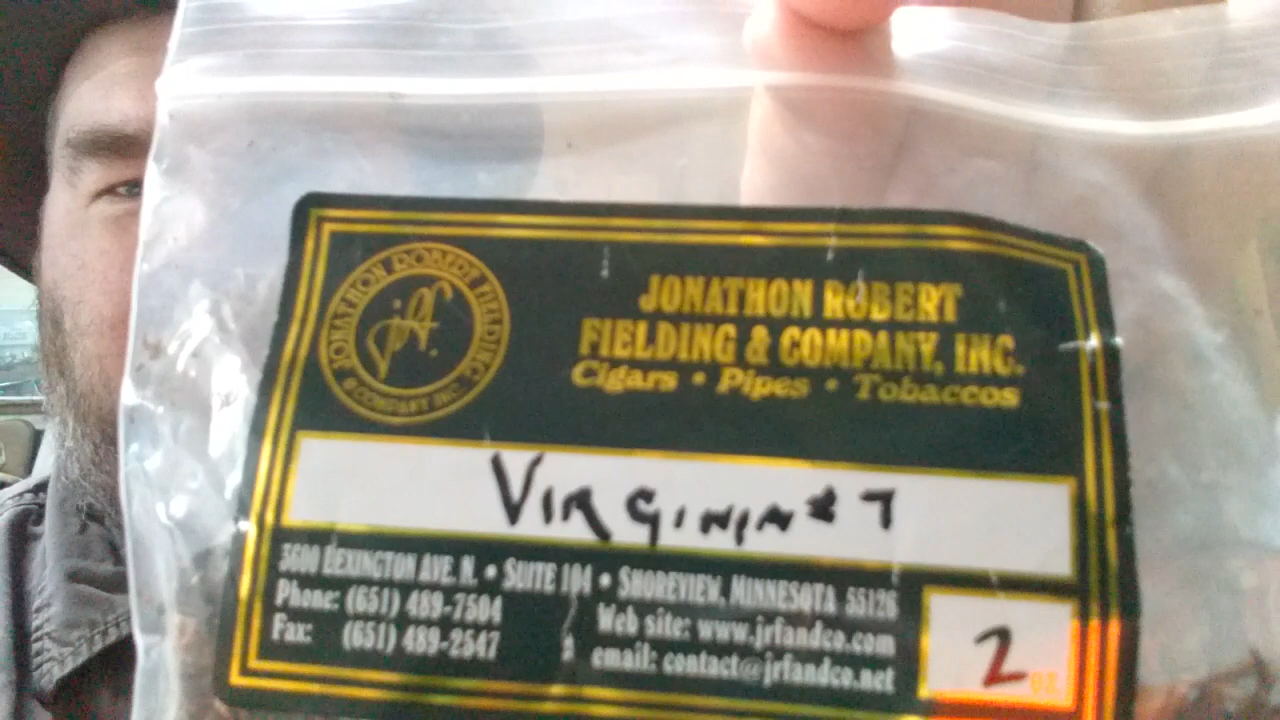 JONATHON ROBERT FIELDING
& COMPANY INC.
jrf.
JONATHON ROBERT
FIELDING & COMPANY, INC.
Cigars • Pipes • Tobaccos
VIRGINIA #7
3600 LEXINGTON AVE. N. • SUITE 104 • SHOREVIEW, MINNESOTA 55126
Phone: (651) 489-7504
Fax: (651) 489-2547
Web site: www.jrfandco.com
email: contact@jrfandco.net
2 OZ.